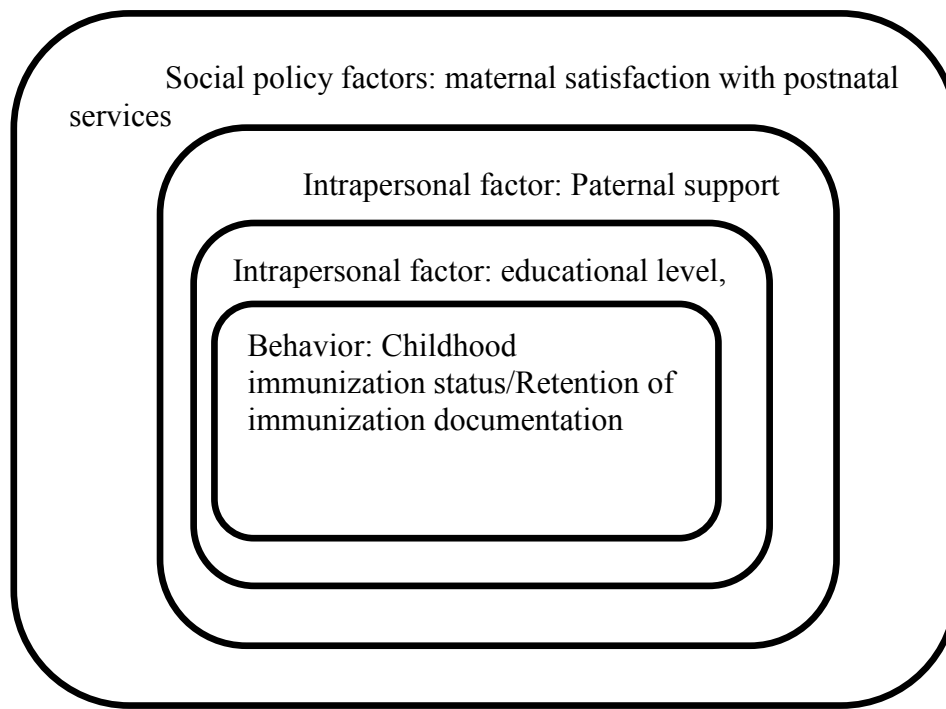 Social policy factors: maternal satisfaction with postnatal
services
Intrapersonal factor: Paternal support
Intrapersonal factor: educational level,
Behavior: Childhood
immunization status/Retention of
immunization documentation